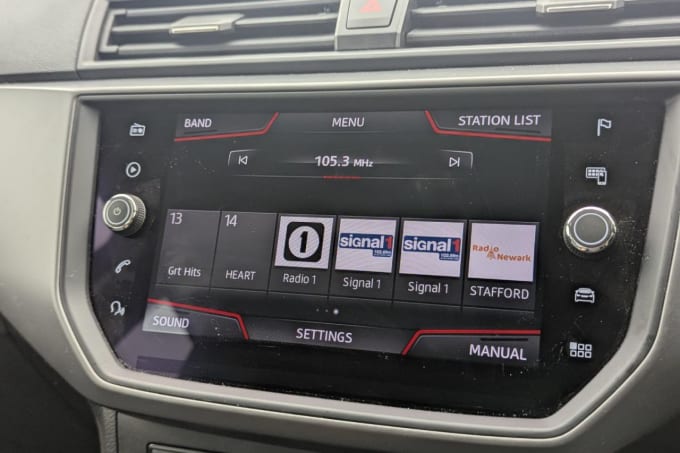 BAND
MENU
STATION LIST
105.3 MHz
13
14
1
signal1
signal1
Radio
Newark
Grt Hits
HEART
Radio 1
Signal 1
Signal 1
STAFFORD
SOUND
SETTINGS
MANUAL